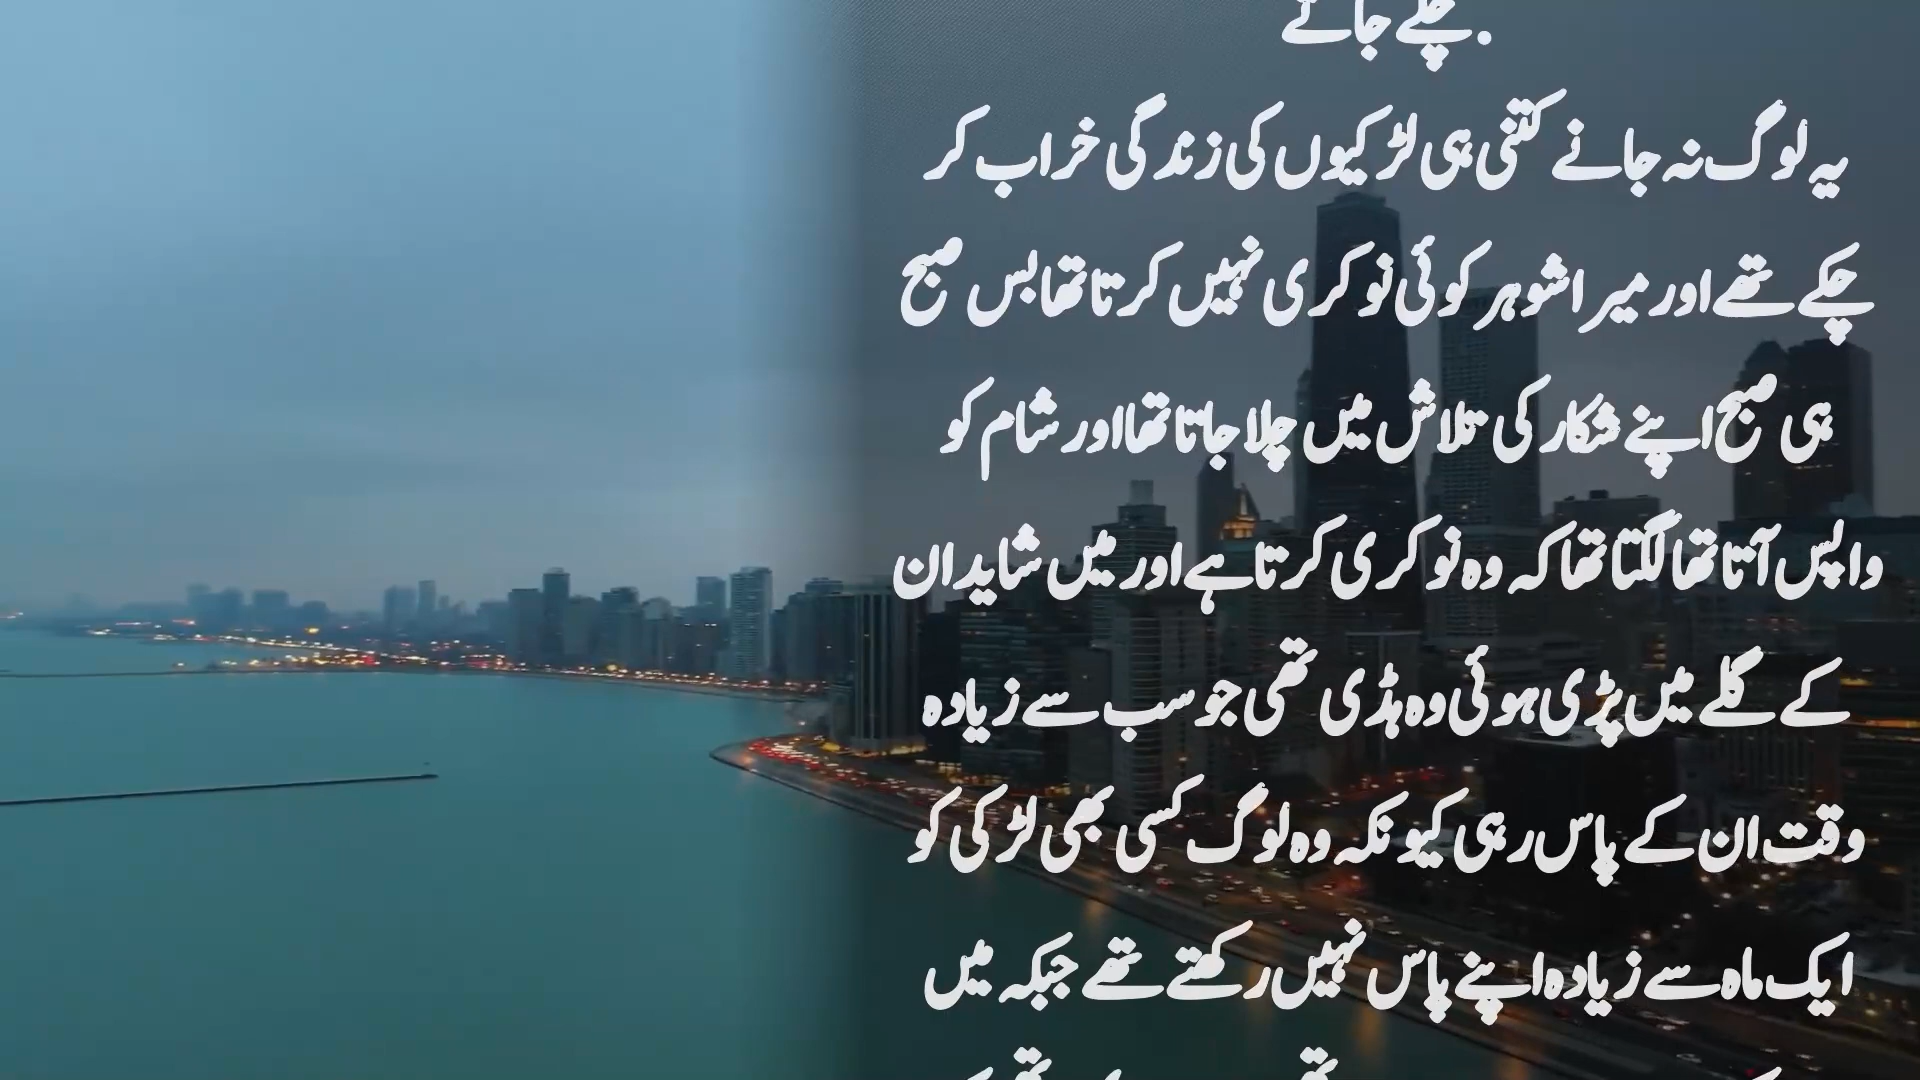 چلے جاتے.
یہ لوگ نہ جانے کتنی ہی لڑکیوں کی زندگی خراب کر
چکے تھے اور میرا شوہر کوئی نوکری نہیں کرتا تھا بس صبح
ہی صبح اپنے شکار کی تلاش میں چلا جاتا تھا اور شام کو
واپس آتا تھا لگتا تھا کہ وہ نوکری کرتا ہے اور میں شاید ان
کے گلے میں پڑی ہوئی وہ ہڈی تھی جو سب سے زیادہ
وقت ان کے پاس رہی کیونکہ وہ لوگ کسی بھی لڑکی کو
ایک ماہ سے زیادہ اپنے پاس نہیں رکھتے تھے جبکہ میں